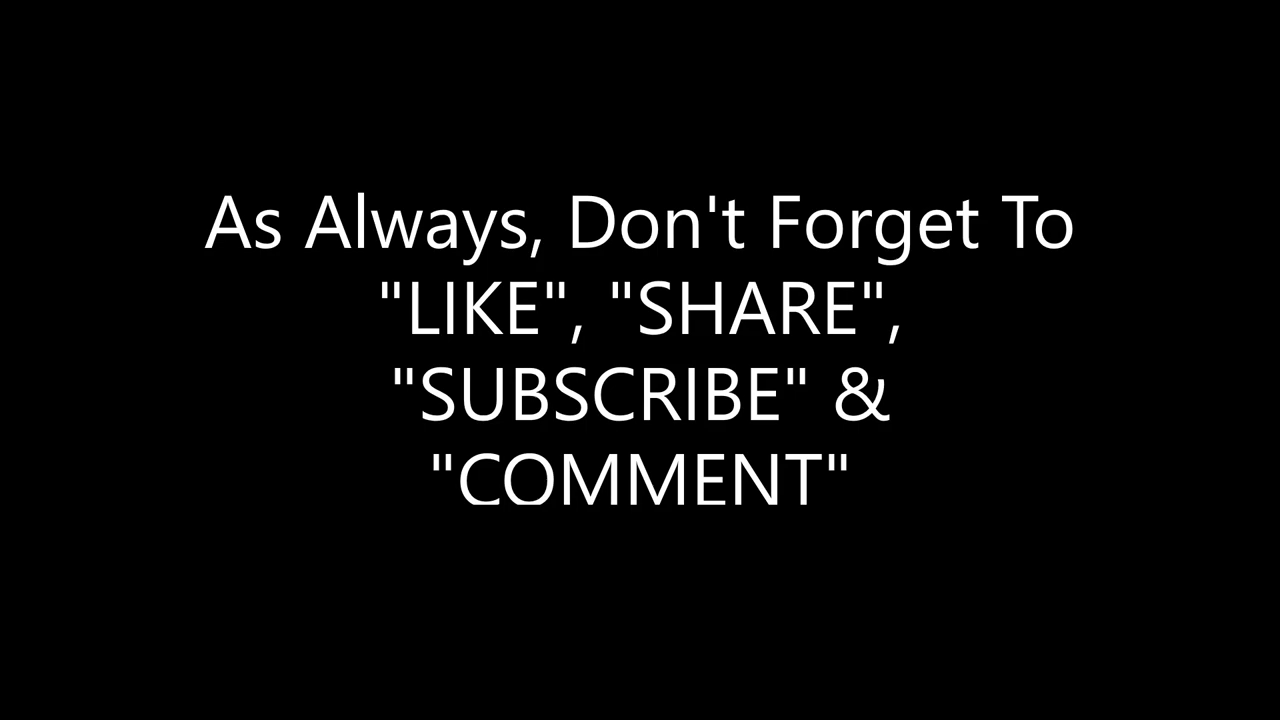 As Always, Don't Forget To
"LIKE", "SHARE",
"SUBSCRIBE" &
"COMMENT"